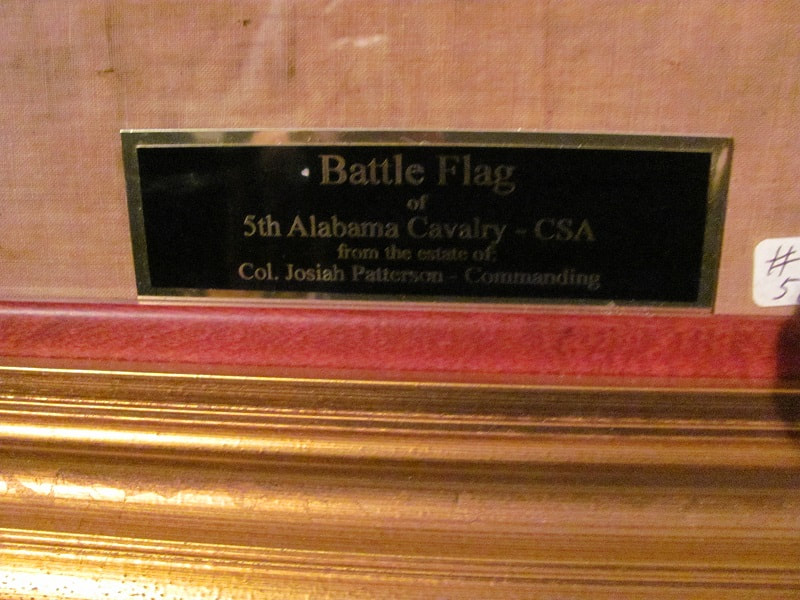 Battle Flag
of
5th Alabama Cavalry - CSA
from the estate of;
Col. Josiah Patterson - Commanding
#
5